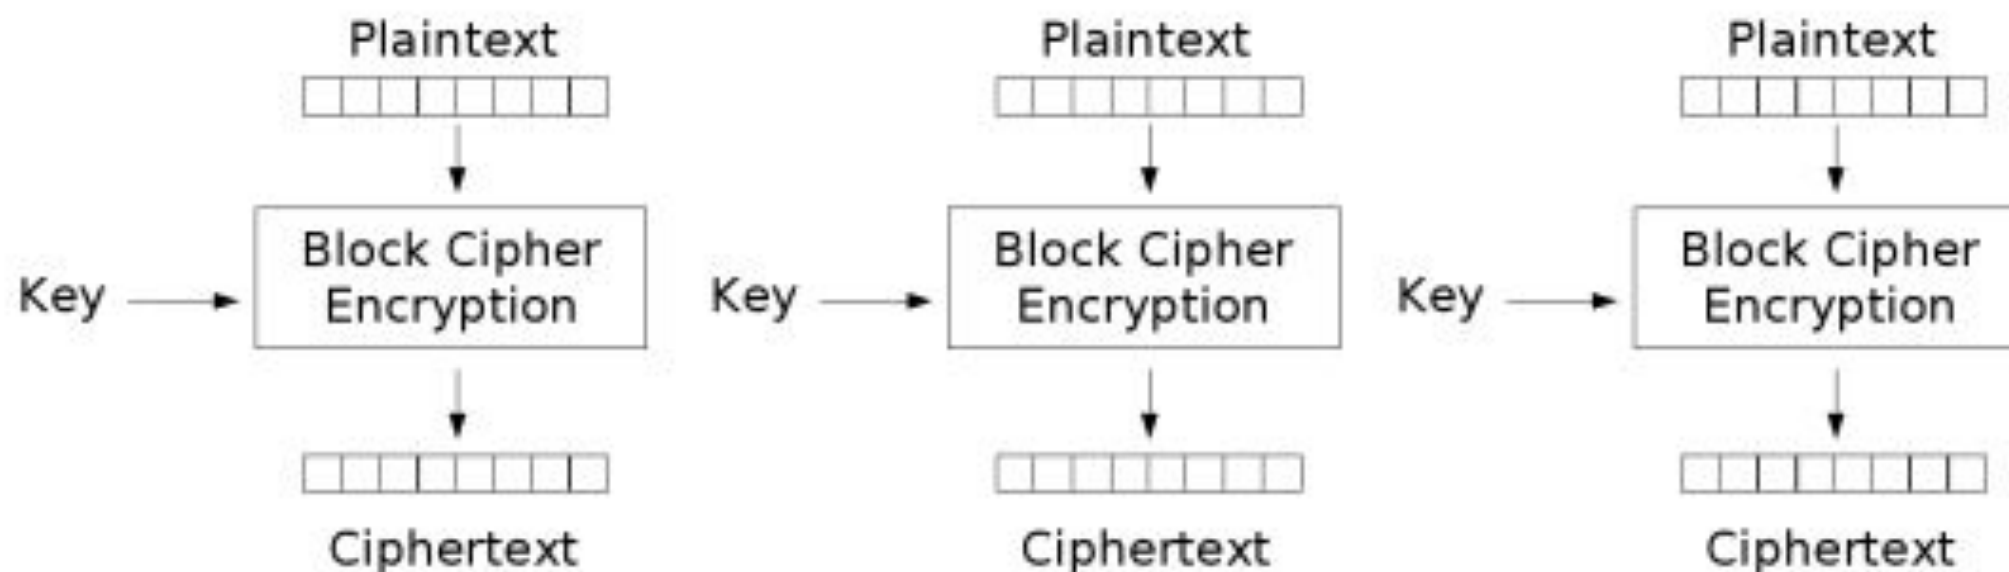 Plaintext Plaintext Plaintext
Block Cipher Block Cipher Block Cipher
Key Key Key
Encryption Encryption Encryption
Ciphertext Ciphertext Ciphertext